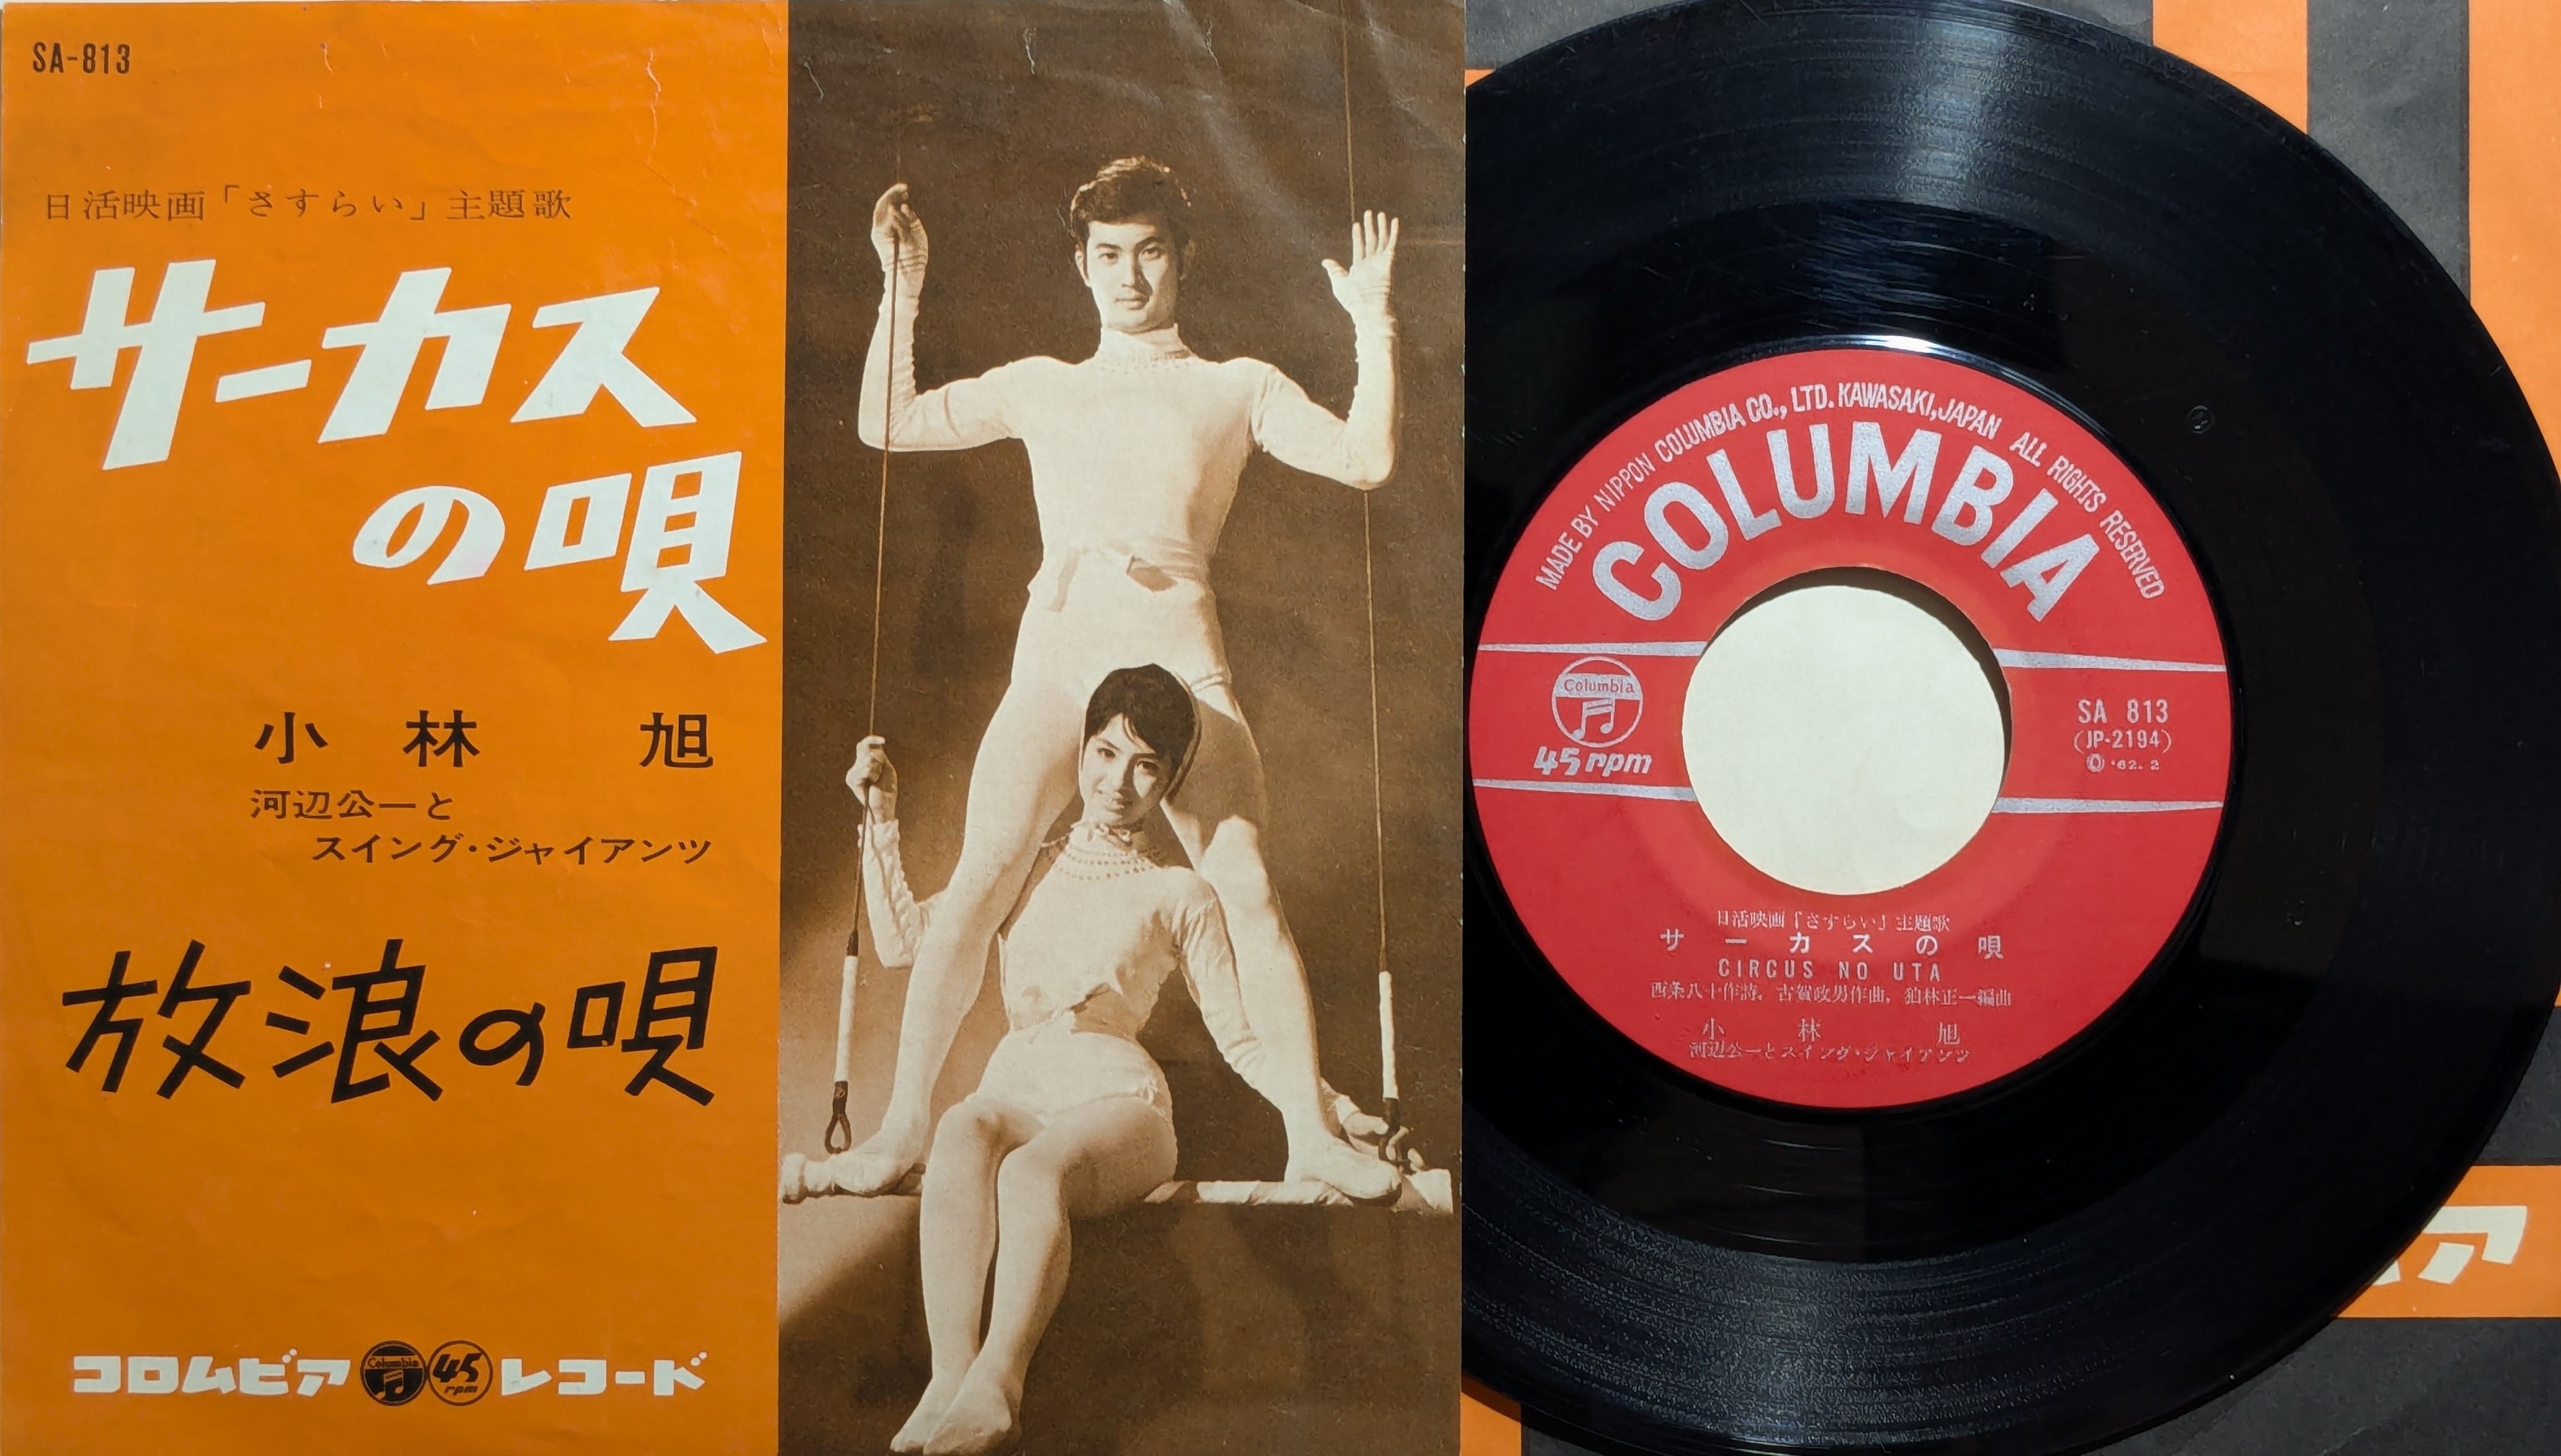 SA-813
日活映画「さすらい」主題歌
サーカス
の唄
小林 旭
河辺公一と
スイング・ジャイアンツ
放浪の唄
コロムビア Columbia 45 rpm レコード
MADE BY NIPPON COLUMBIA CO., LTD. KAWASAKI, JAPAN ALL RIGHTS RESERVED
COLUMBIA
Columbia
45 rpm
SA 813
(JP-2194)
Ⓒ '62. 2
日活映画「さすらい」主題歌
サーカスの唄
CIRCUS NO UTA
西条八十作詩, 古賀政男作曲, 狛林正一編曲
小林 旭
河辺公一とスイング・ジャイアンツ
ア